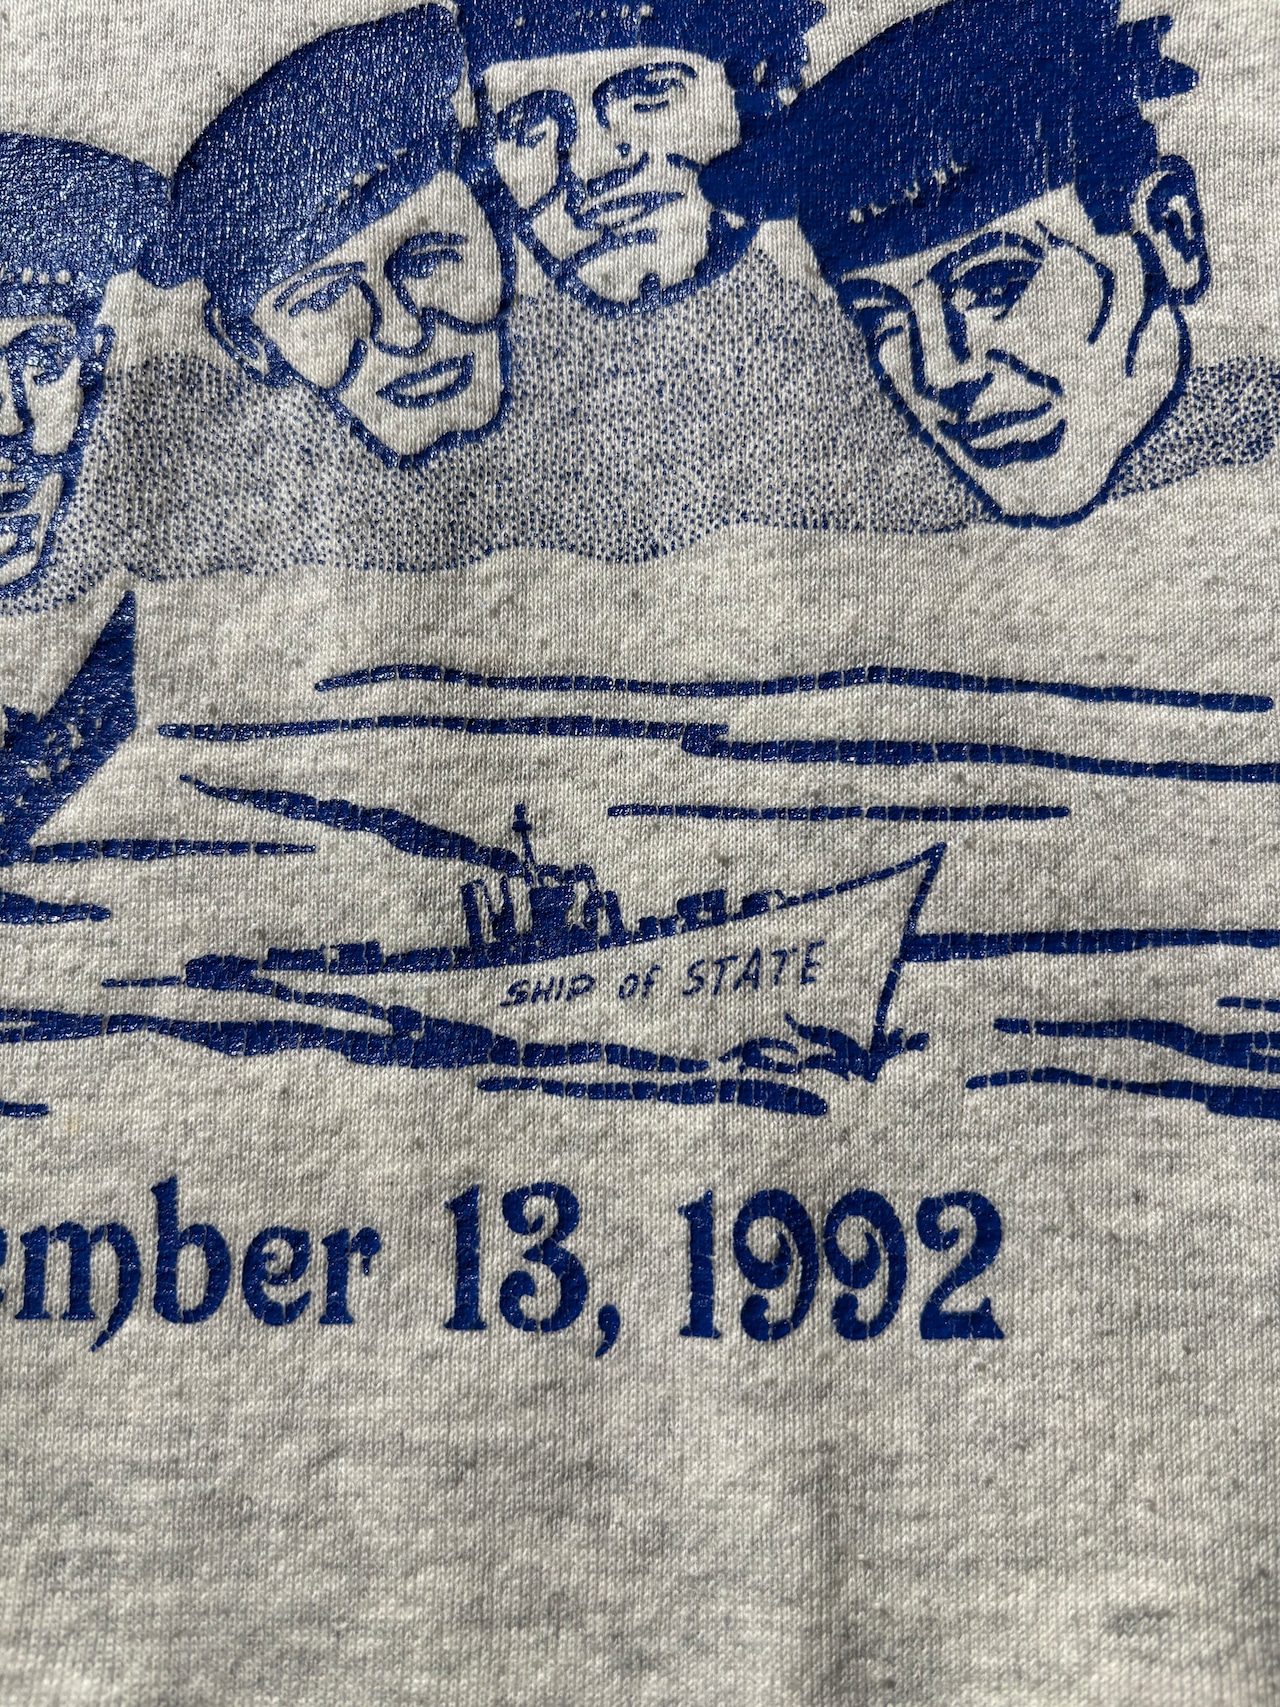 SHIP OF STATE
ember 13, 1992